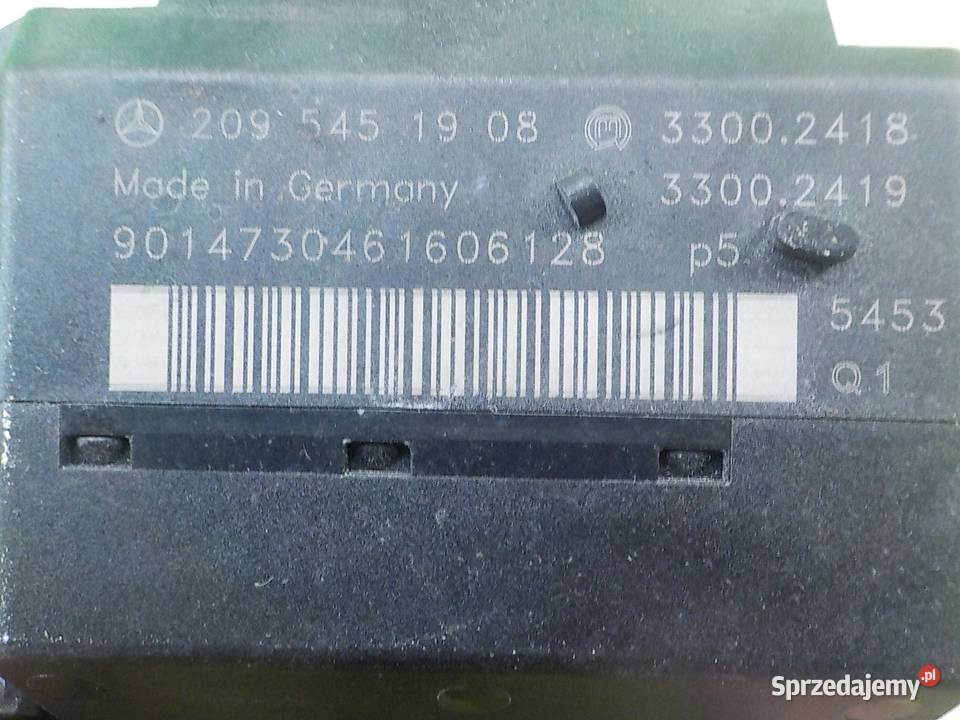 209 545 19 08 3300.2418
Made in Germany 3300.2419
9014730461606128 p5
5453
Q1
Sprzedajemy.pl